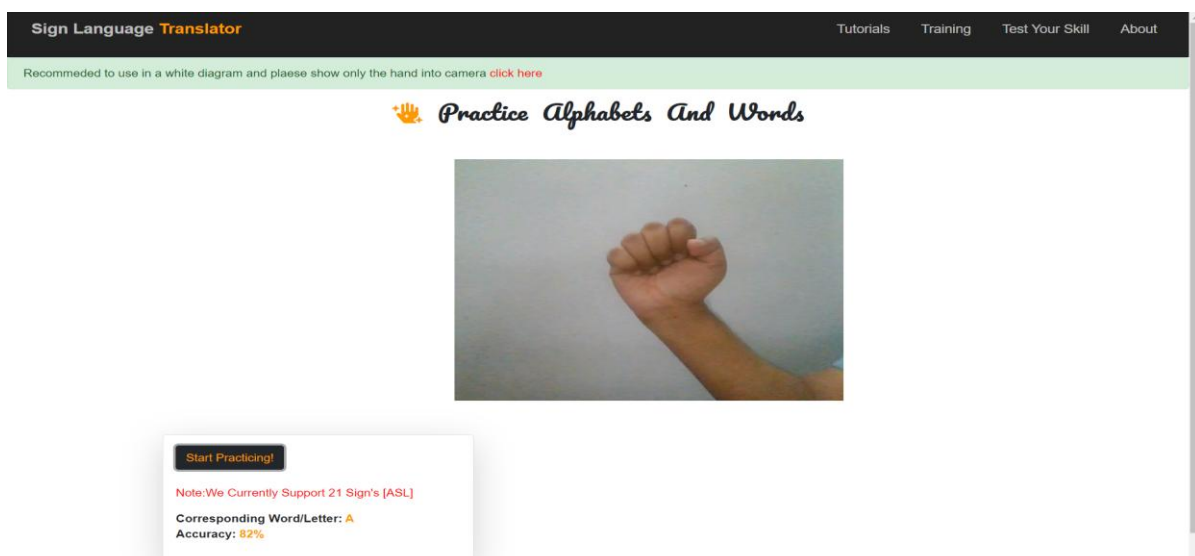 Sign Language Translator
Tutorials Training Test Your Skill About
Recommeded to use in a white diagram and plaese show only the hand into camera click here
Practice Alphabets And Words
Start Practicing!
Note:We Currently Support 21 Sign's [ASL]
Corresponding Word/Letter: A
Accuracy: 82%